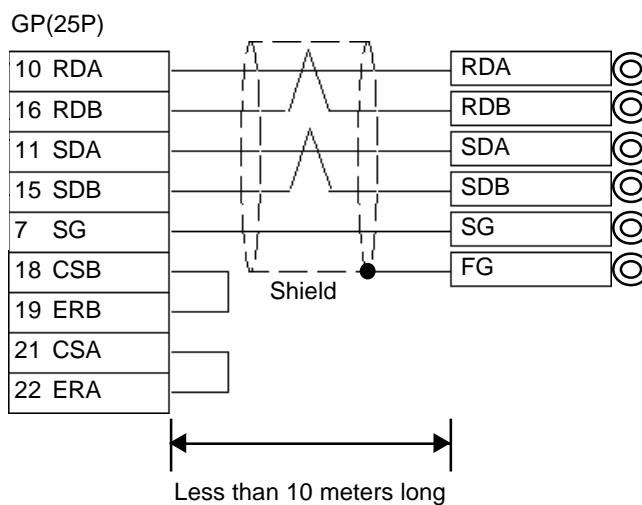 GP(25P)
10 RDA
RDA
16 RDB
RDB
11 SDA
SDA
15 SDB
SDB
7 SG
SG
18 CSB
FG
Shield
19 ERB
21 CSA
22 ERA
Less than 10 meters long